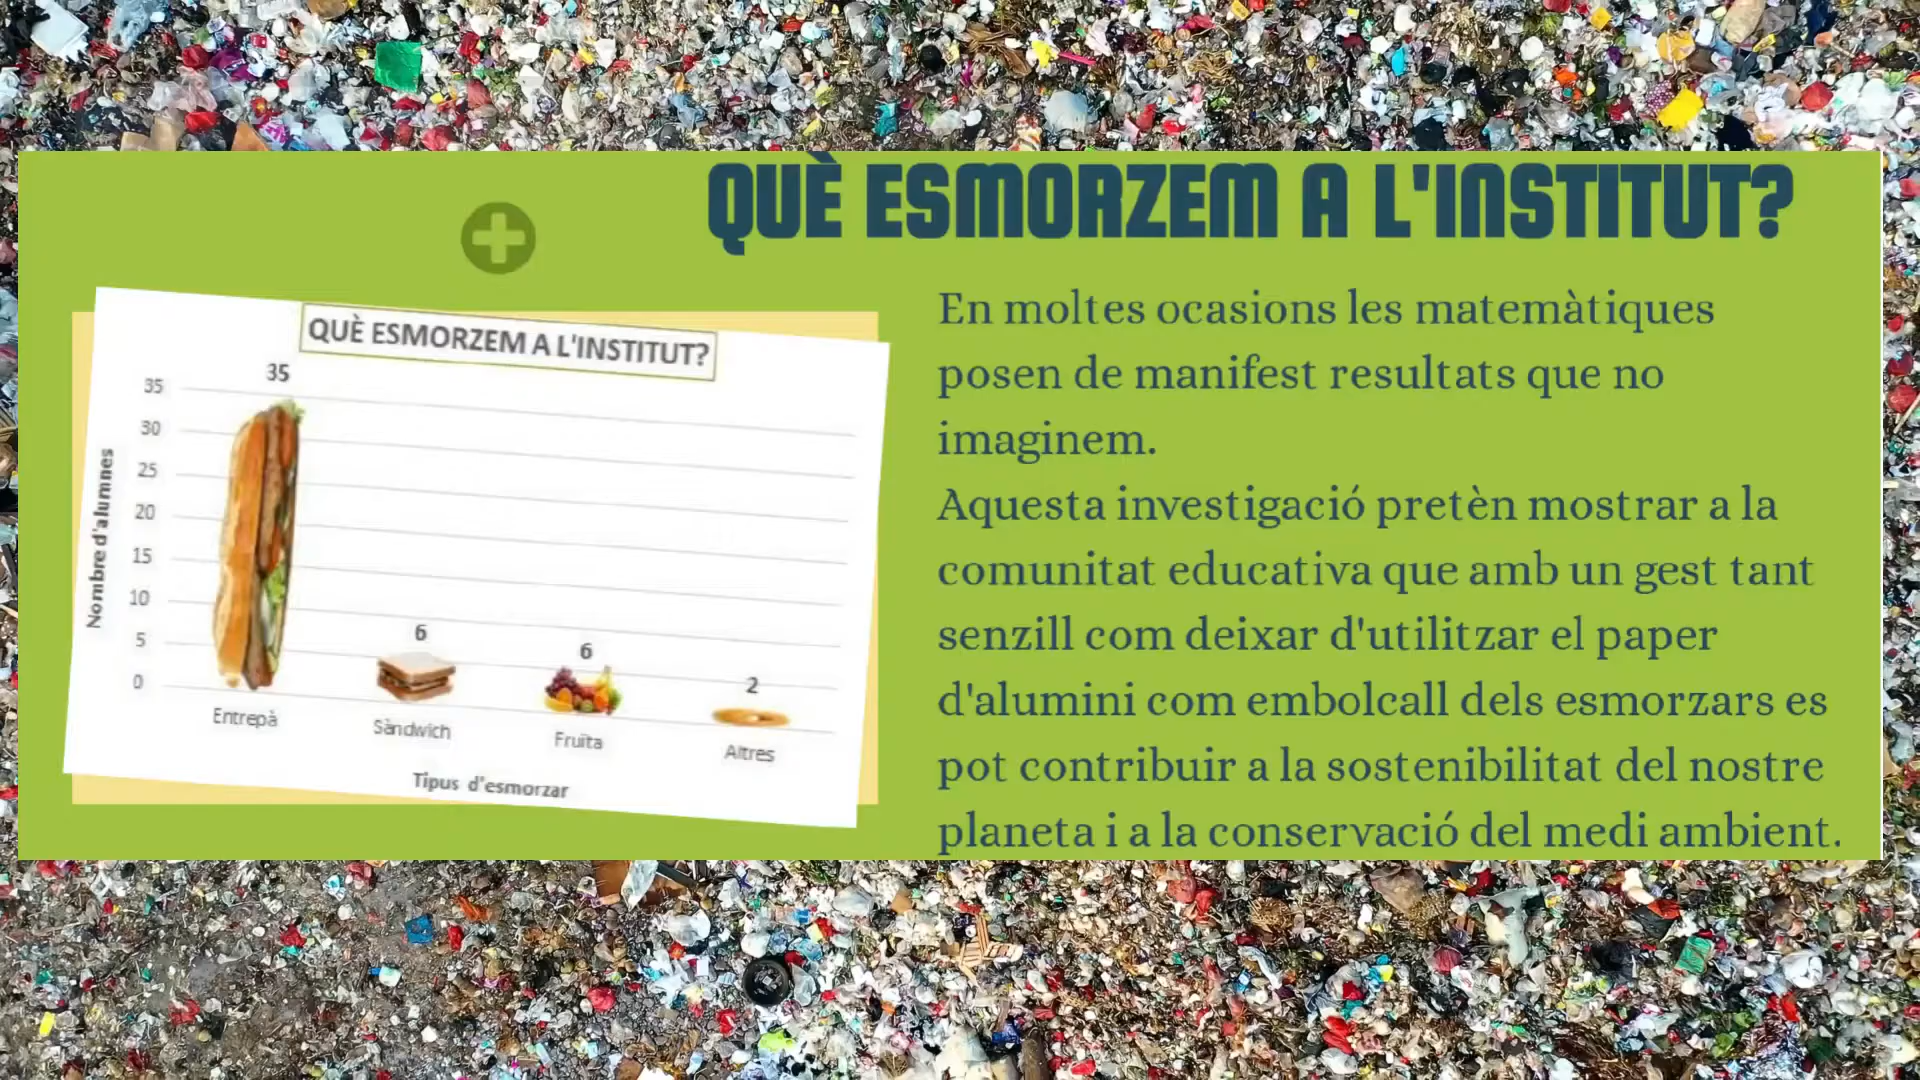 QUÈ ESMORZEM A L'INSTITUT?
QUÈ ESMORZEM A L'INSTITUT?
35
35
30
25
20
15
10
5
0
Nombre d'alumnes
6
6
2
Entrepà
Sàndwich
Fruïta
Altres
Tipus d'esmorzar
En moltes ocasions les matemàtiques
posen de manifest resultats que no
imaginem.
Aquesta investigació pretèn mostrar a la
comunitat educativa que amb un gest tant
senzill com deixar d'utilitzar el paper
d'alumini com embolcall dels esmorzars es
pot contribuir a la sostenibilitat del nostre
planeta i a la conservació del medi ambient.